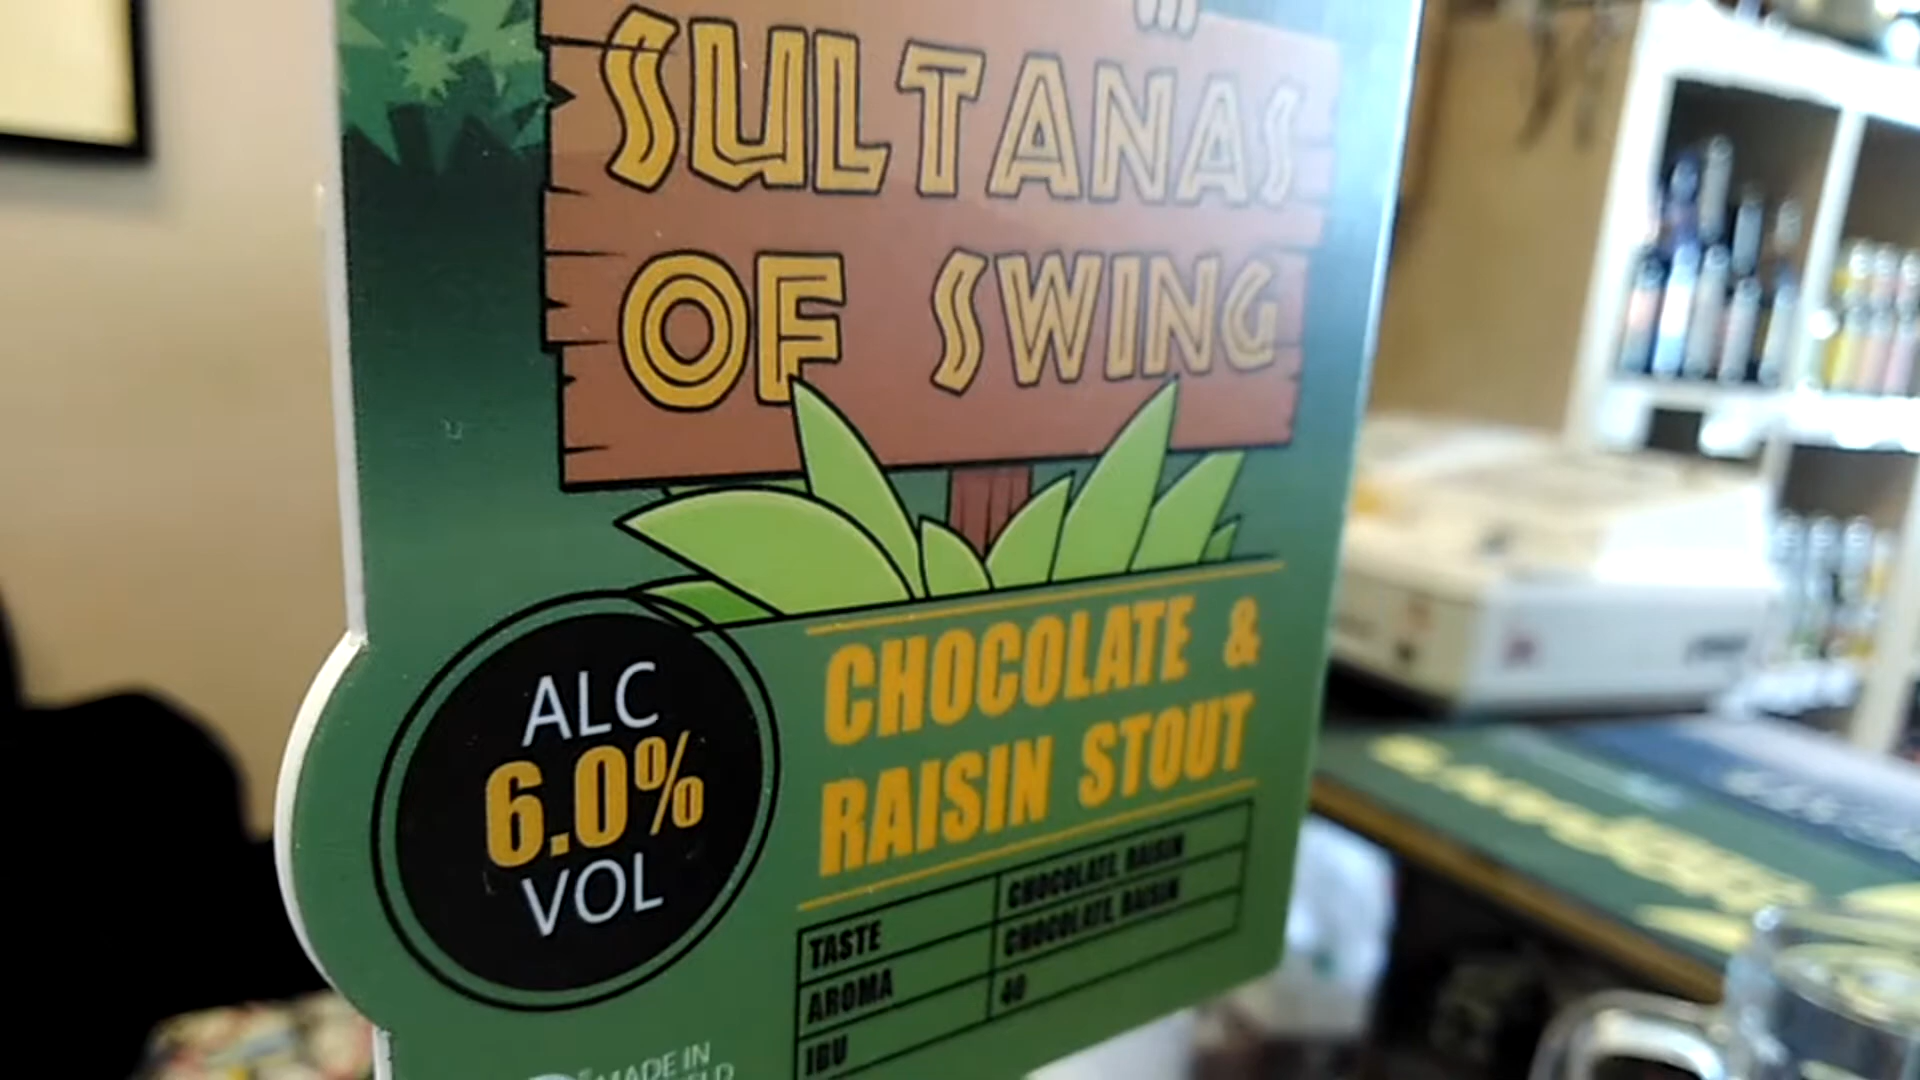 SULTANAS
OF SWING
CHOCOLATE &
RAISIN STOUT
ALC
6.0%
VOL
TASTE CHOCOLATE, RAISIN
AROMA CHOCOLATE, RAISIN
IBU 40
MADE IN